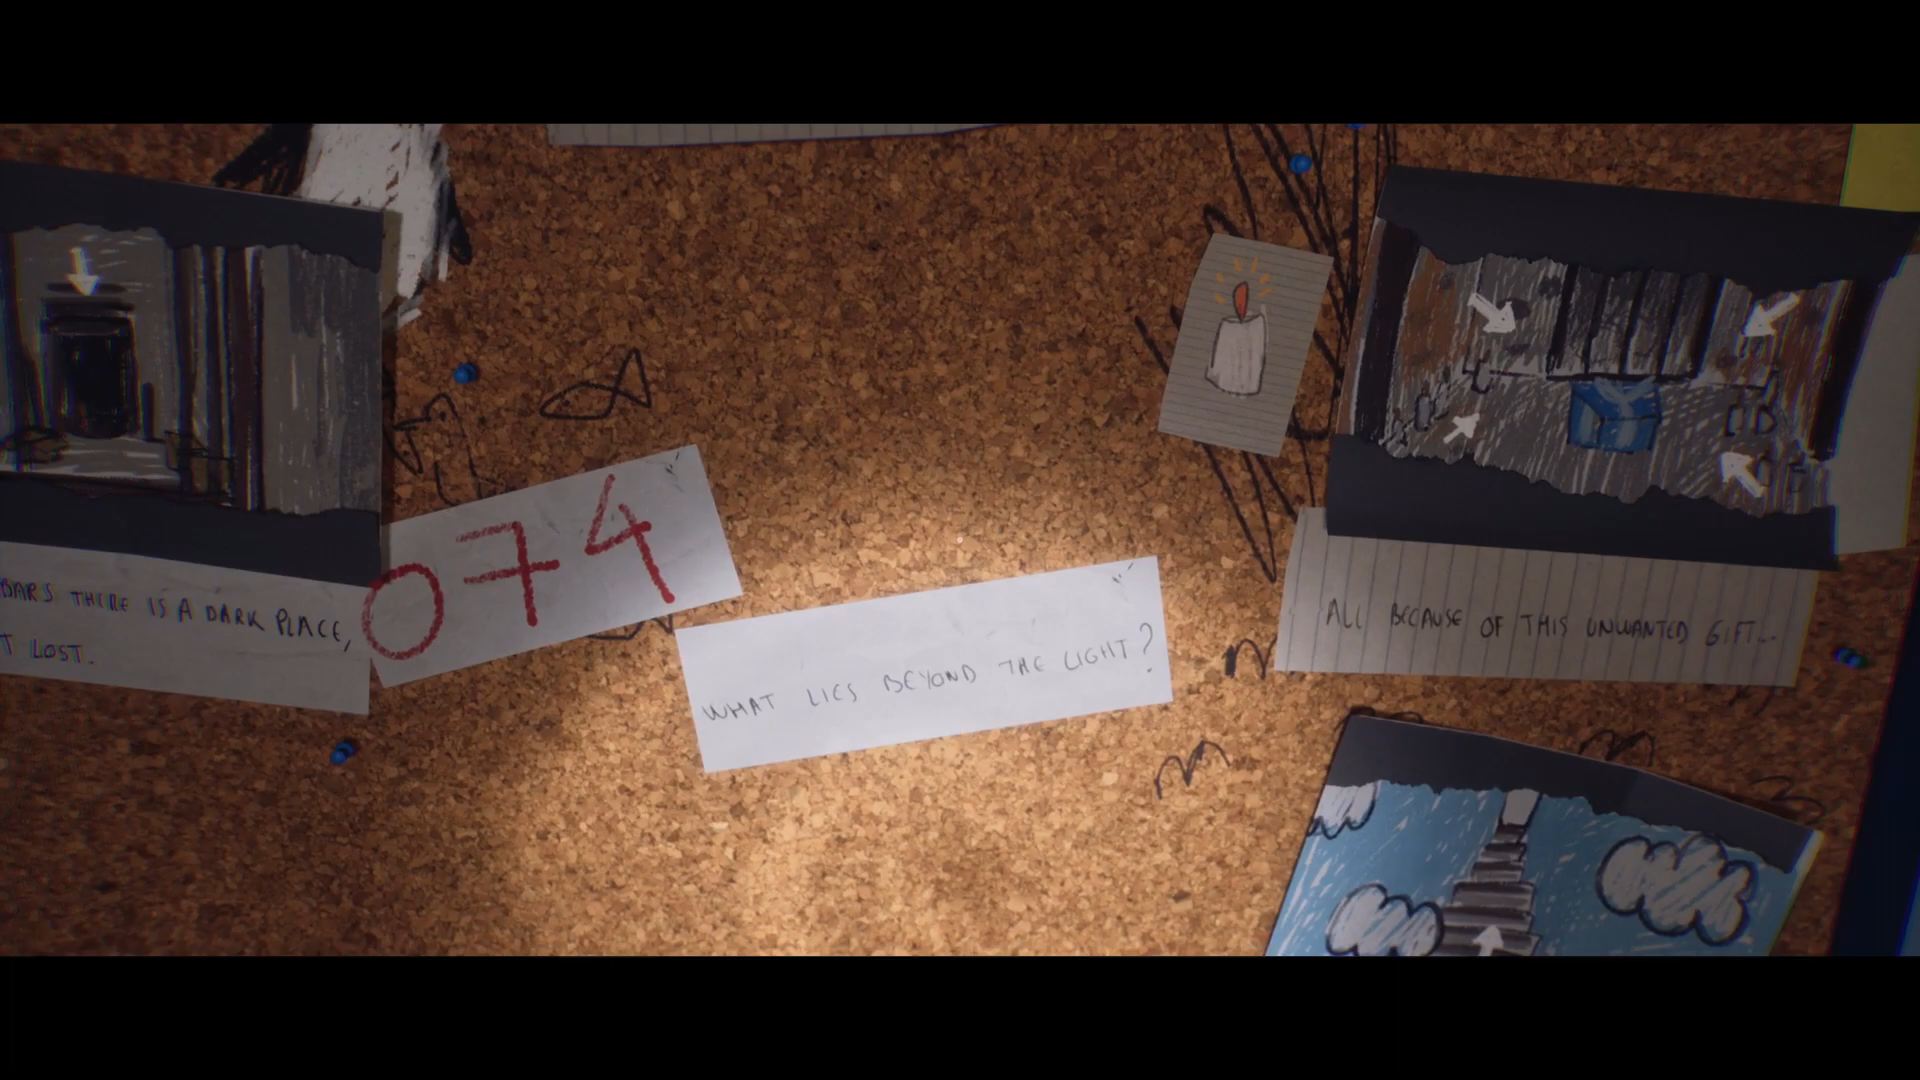 BARS THERE IS A DARK PLACE,
T LOST.
074
WHAT LIES BEYOND THE LIGHT?
ALL BECAUSE OF THIS UNWANTED GIFT...